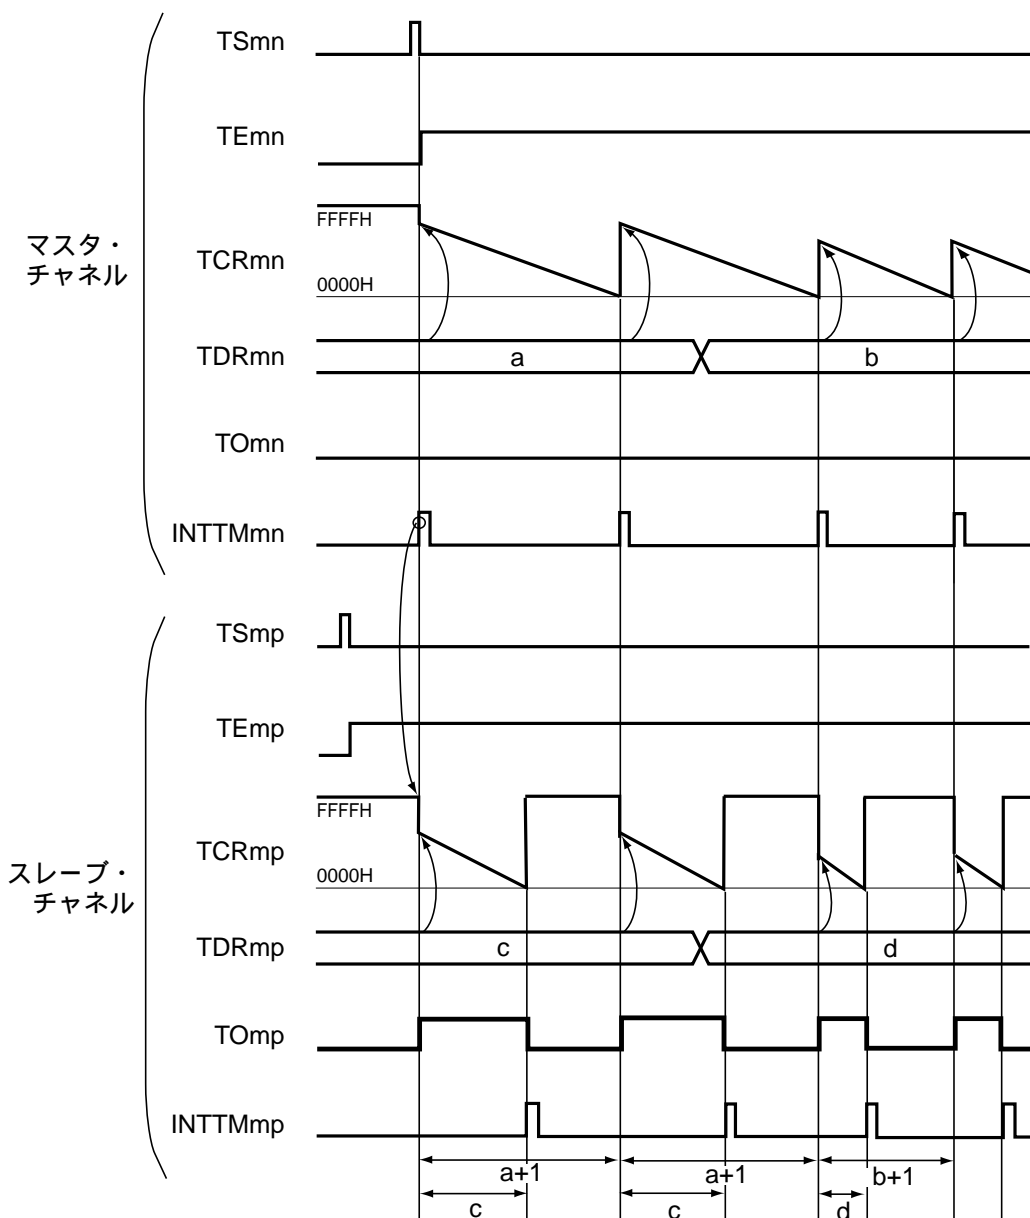 TSmn
TEmn
マスタ・
チャネル
FFFFH
TCRmn
0000H
TDRmn
a
b
TOmn
INTTMmn
TSmp
TEmp
スレーブ・
チャネル
FFFFH
TCRmp
0000H
TDRmp
c
d
TOmp
INTTMmp
a+1
a+1
b+1
c
c
d